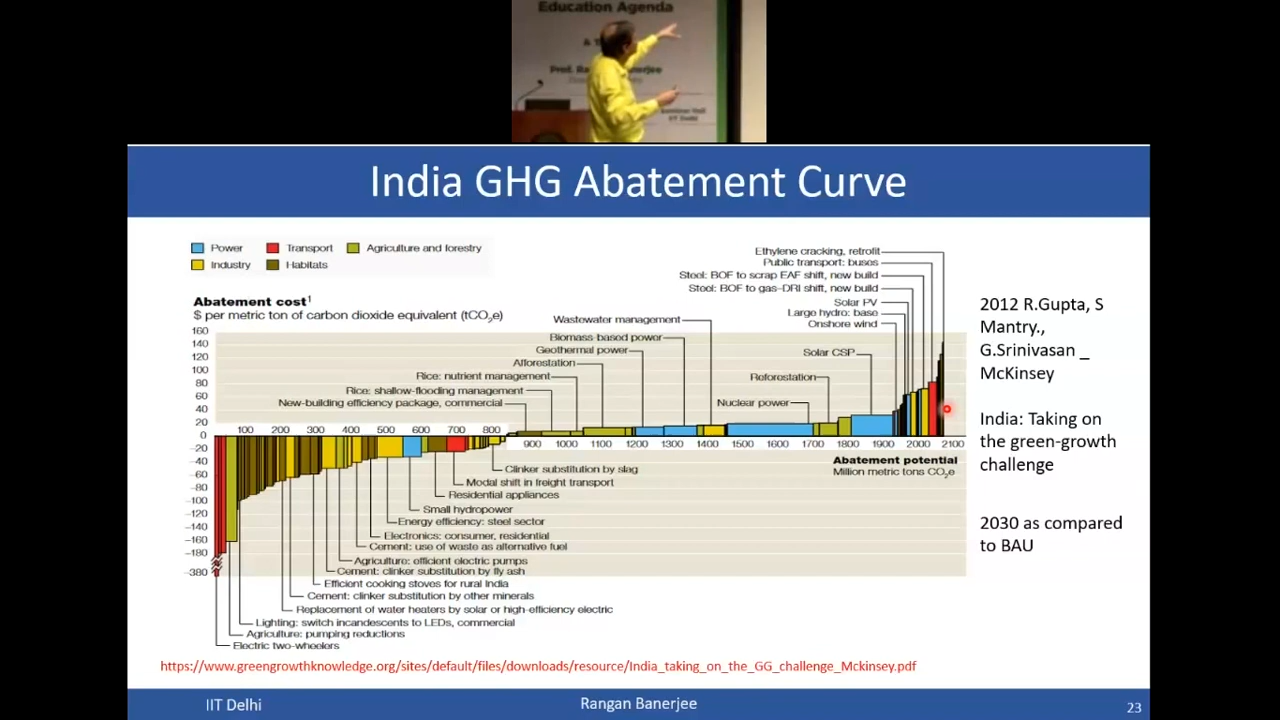 Education Agenda
India GHG Abatement Curve
Power
Transport
Agriculture and forestry
Industry
Habitats
Abatement cost¹
$ per metric ton of carbon dioxide equivalent (tCO₂e)
160
140
120
100
80
60
40
20
0
–20
–40
–60
–80
–100
–120
–140
–160
–180
–380
100 200 300 400 500 600 700 800
900 1000 1100 1200 1300 1400 1500 1600 1700 1800 1900 2000 2100
Ethylene cracking, retrofit
Public transport: buses
Steel: BOF to scrap EAF shift, new build
Steel: BOF to gas–DRI shift, new build
Solar PV
Large hydro: base
Onshore wind
Wastewater management
Biomass-based power
Geothermal power
Afforestation
Rice: nutrient management
Rice: shallow-flooding management
New-building efficiency package, commercial
Solar CSP
Reforestation
Nuclear power
Abatement potential
Million metric tons CO₂e
Clinker substitution by slag
Modal shift in freight transport
Residential appliances
Small hydropower
Energy efficiency: steel sector
Electronics: consumer, residential
Cement: use of waste as alternative fuel
Agriculture: efficient electric pumps
Cement: clinker substitution by fly ash
Efficient cooking stoves for rural India
Cement: clinker substitution by other minerals
Replacement of water heaters by solar or high-efficiency electric
Lighting: switch incandescents to LEDs, commercial
Agriculture: pumping reductions
Electric two-wheelers
2012 R.Gupta, S
Mantry.,
G.Srinivasan _
McKinsey
India: Taking on
the green-growth
challenge
2030 as compared
to BAU
https://www.greengrowthknowledge.org/sites/default/files/downloads/resource/India_taking_on_the_GG_challenge_Mckinsey.pdf
IIT Delhi
Rangan Banerjee
23